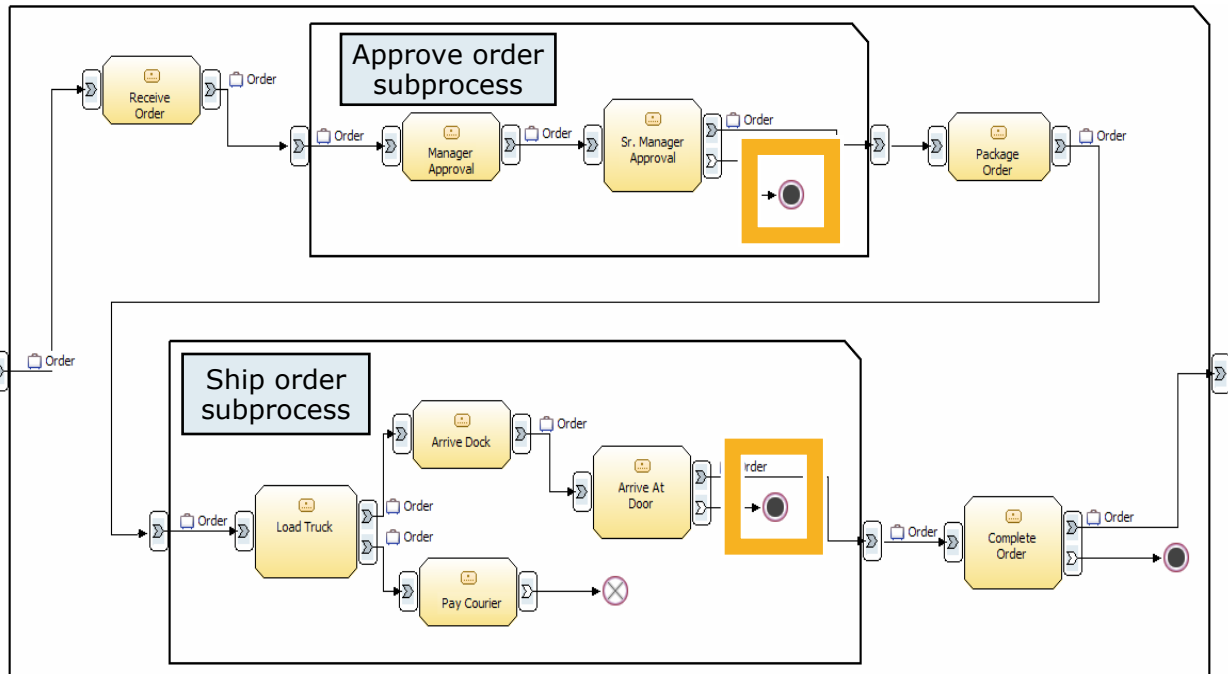 Approve order
subprocess
Receive
Order
Order
Order
Manager
Approval
Order
Sr. Manager
Approval
Order
Package
Order
Order
Order
Ship order
subprocess
Order
Load Truck
Order
Order
Arrive Dock
Order
Arrive At
Door
Pay Courier
Order
Complete
Order
Order